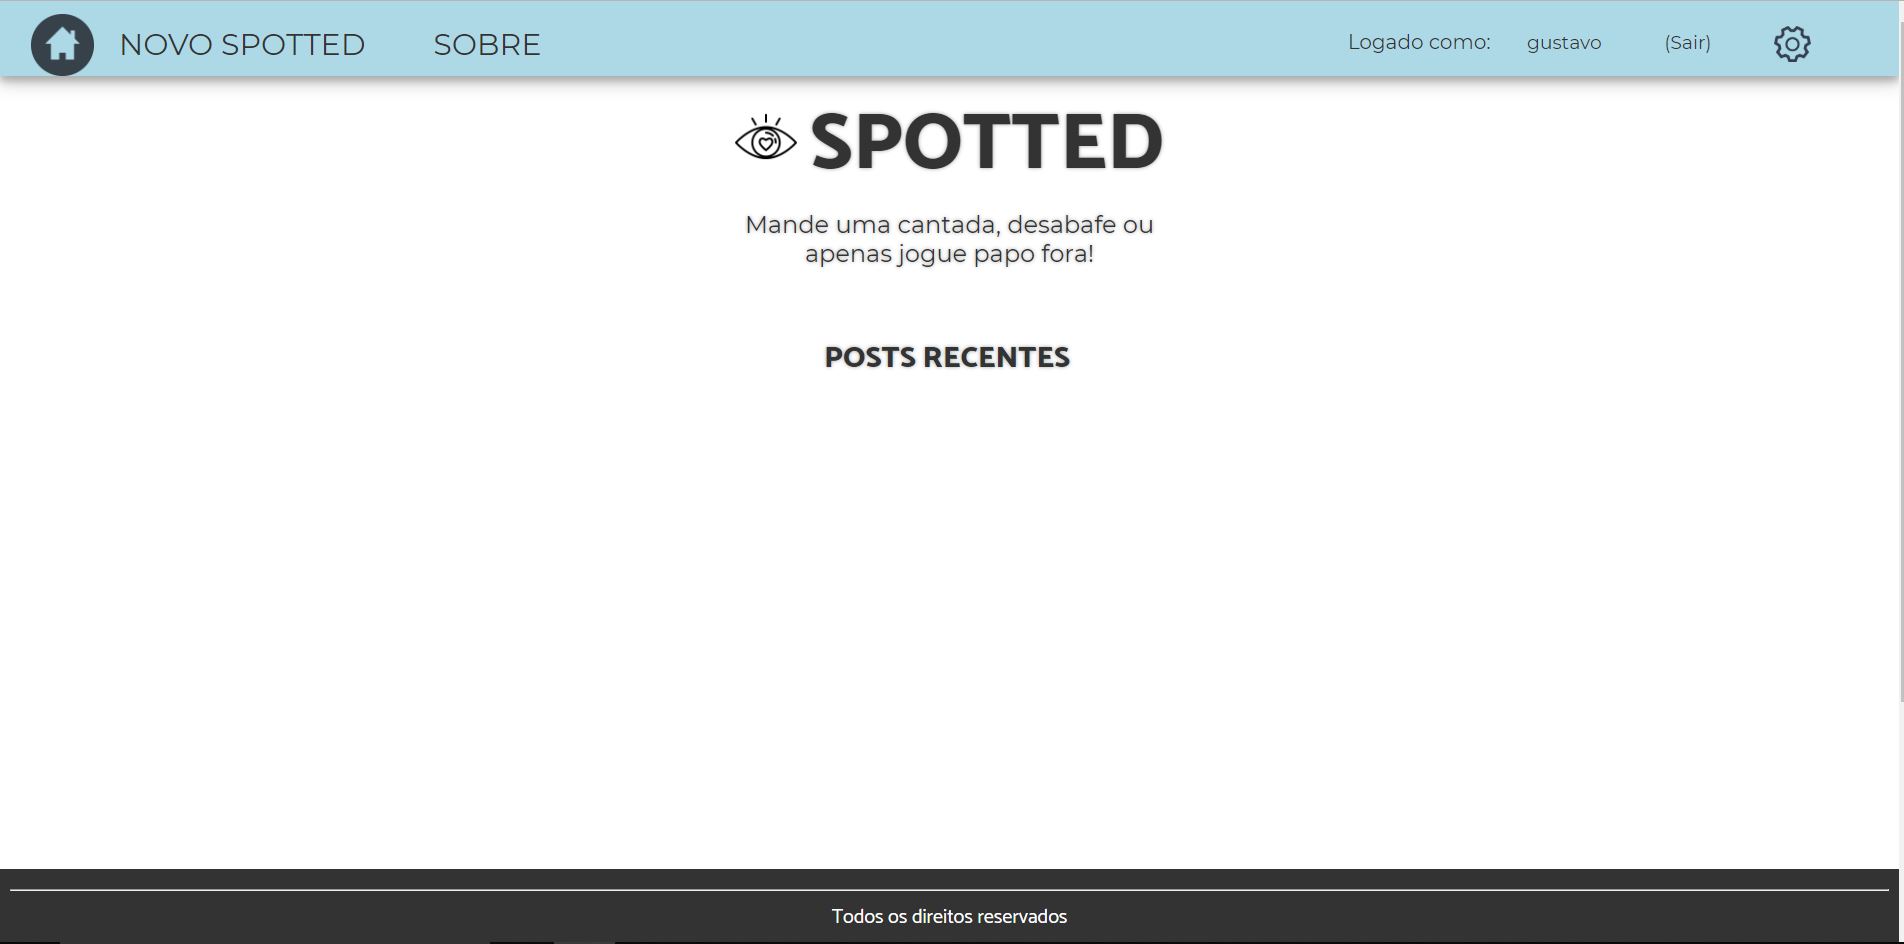 NOVO SPOTTED SOBRE Logado como: gustavo (Sair)
SPOTTED
Mande uma cantada, desabafe ou
apenas jogue papo fora!
POSTS RECENTES
Todos os direitos reservados